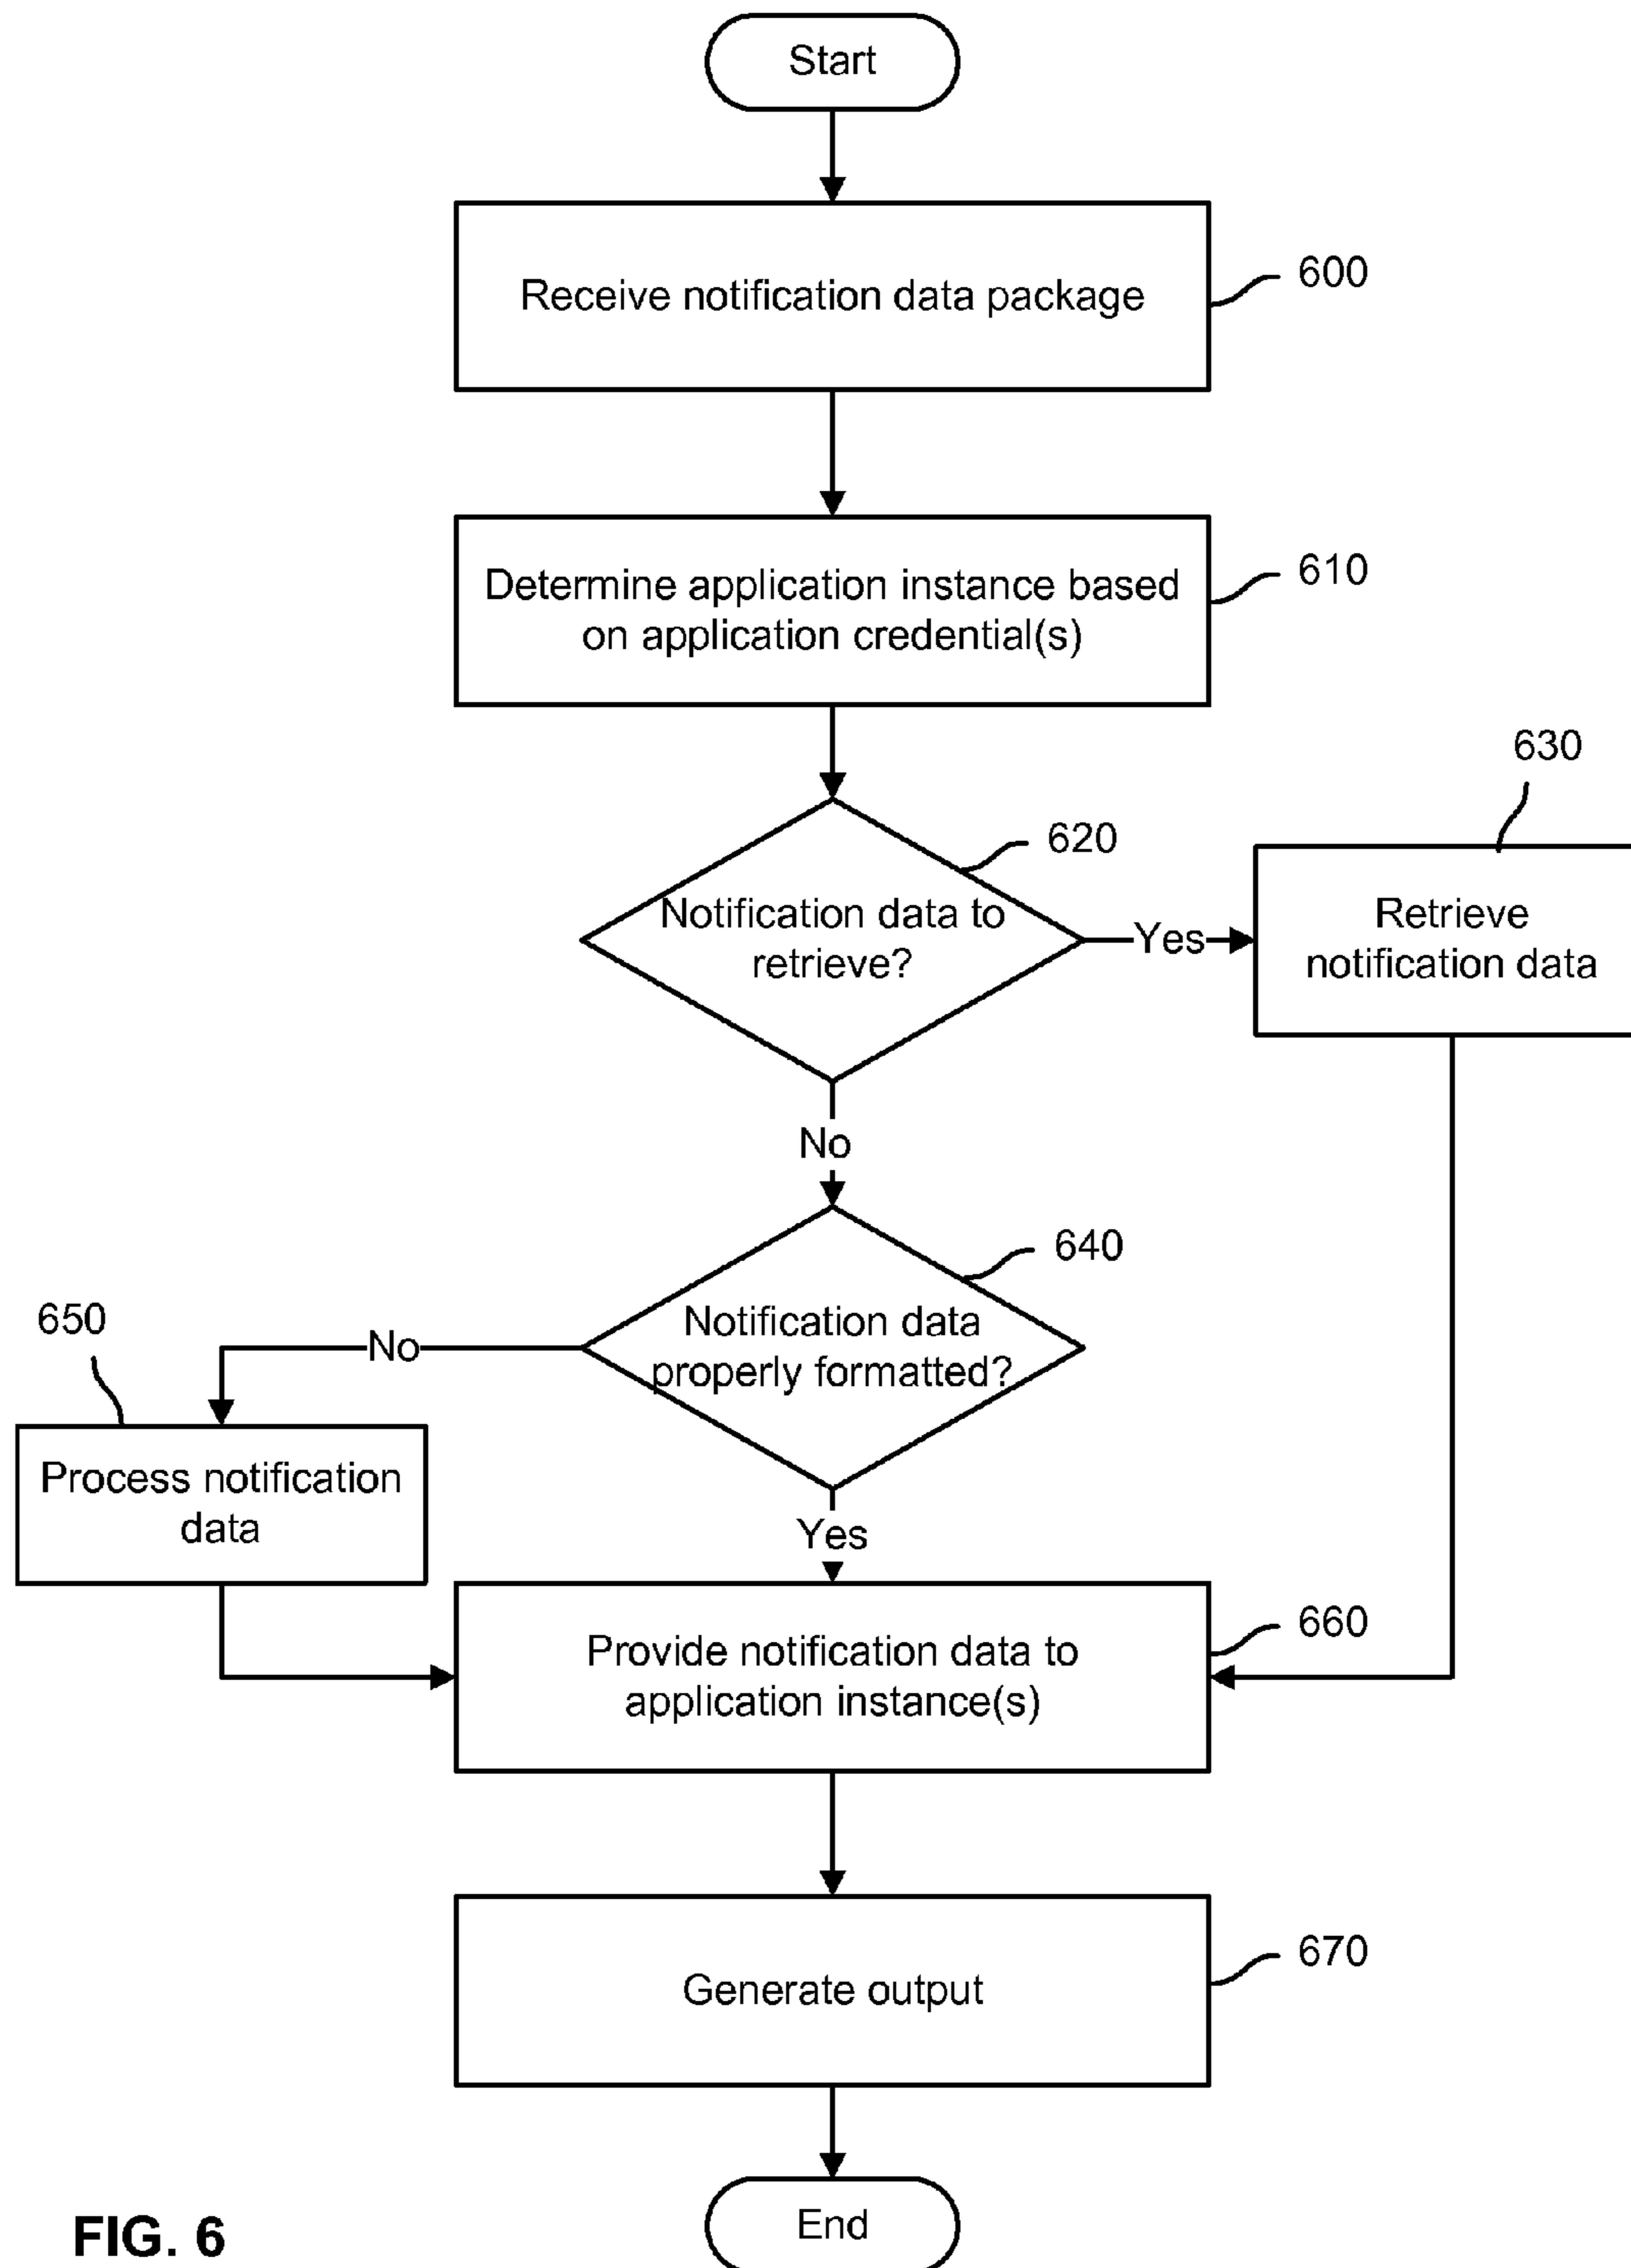 Start
Receive notification data package
600
Determine application instance based
on application credential(s)
610
620
Notification data to
retrieve?
Yes
630
Retrieve
notification data
No
640
Notification data
properly formatted?
No
650
Process notification
data
Yes
Provide notification data to
application instance(s)
660
Generate output
670
End
FIG. 6